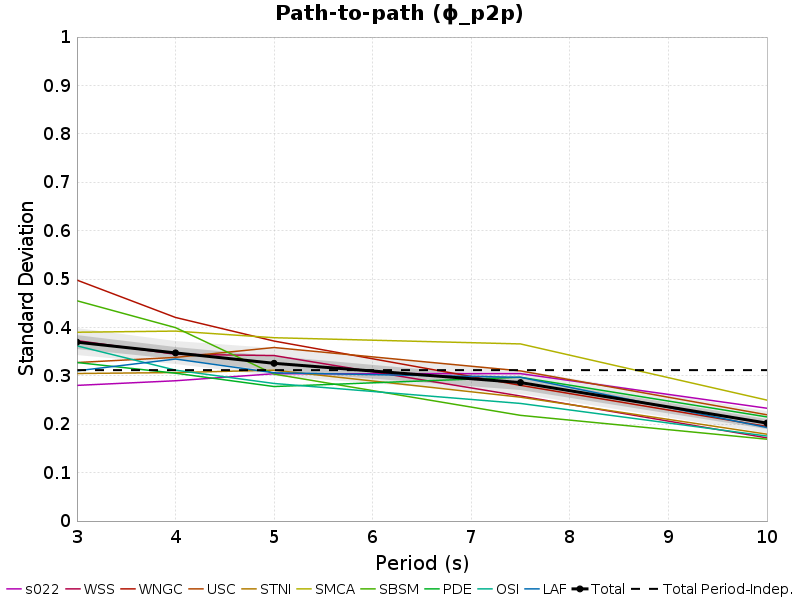 Path-to-path (ϕ_p2p)
1
0.9
0.8
0.7
0.6
0.5
0.4
0.3
0.2
0.1
0
Standard Deviation
3 4 5 6 7 8 9 10
Period (s)
s022 WSS WNGC USC STNI SMCA SBSM PDE OSI LAF Total Total Period-Indep.